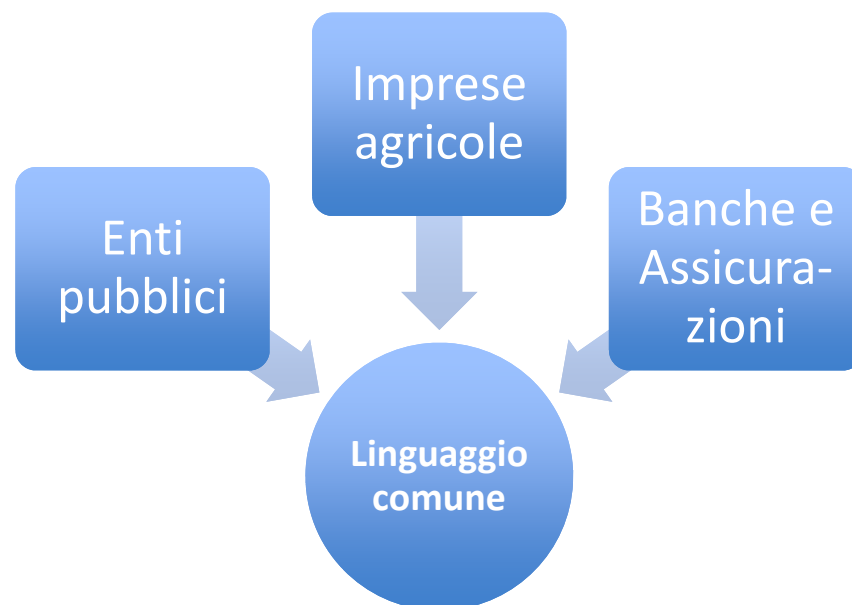 Imprese
agricole
Enti
pubblici
Banche e
Assicura-
zioni
Linguaggio
comune